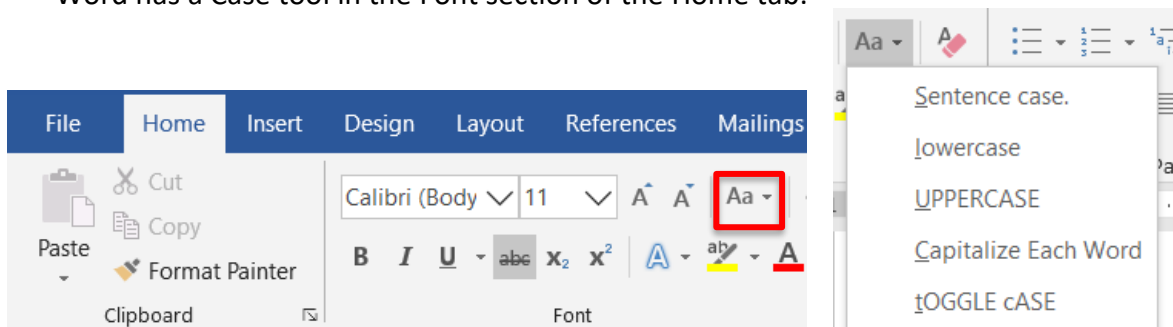 Word has a Case tool in the Font section of the Home tab.
File Home Insert Design Layout References Mailings
Cut
Copy
Paste
Format Painter
Clipboard
Calibri (Body 11 A A Aa
B I U abc x₂ x² A ab A
Font
Aa A
Sentence case.
lowercase
UPPERCASE
Capitalize Each Word
tOGGLE cASE